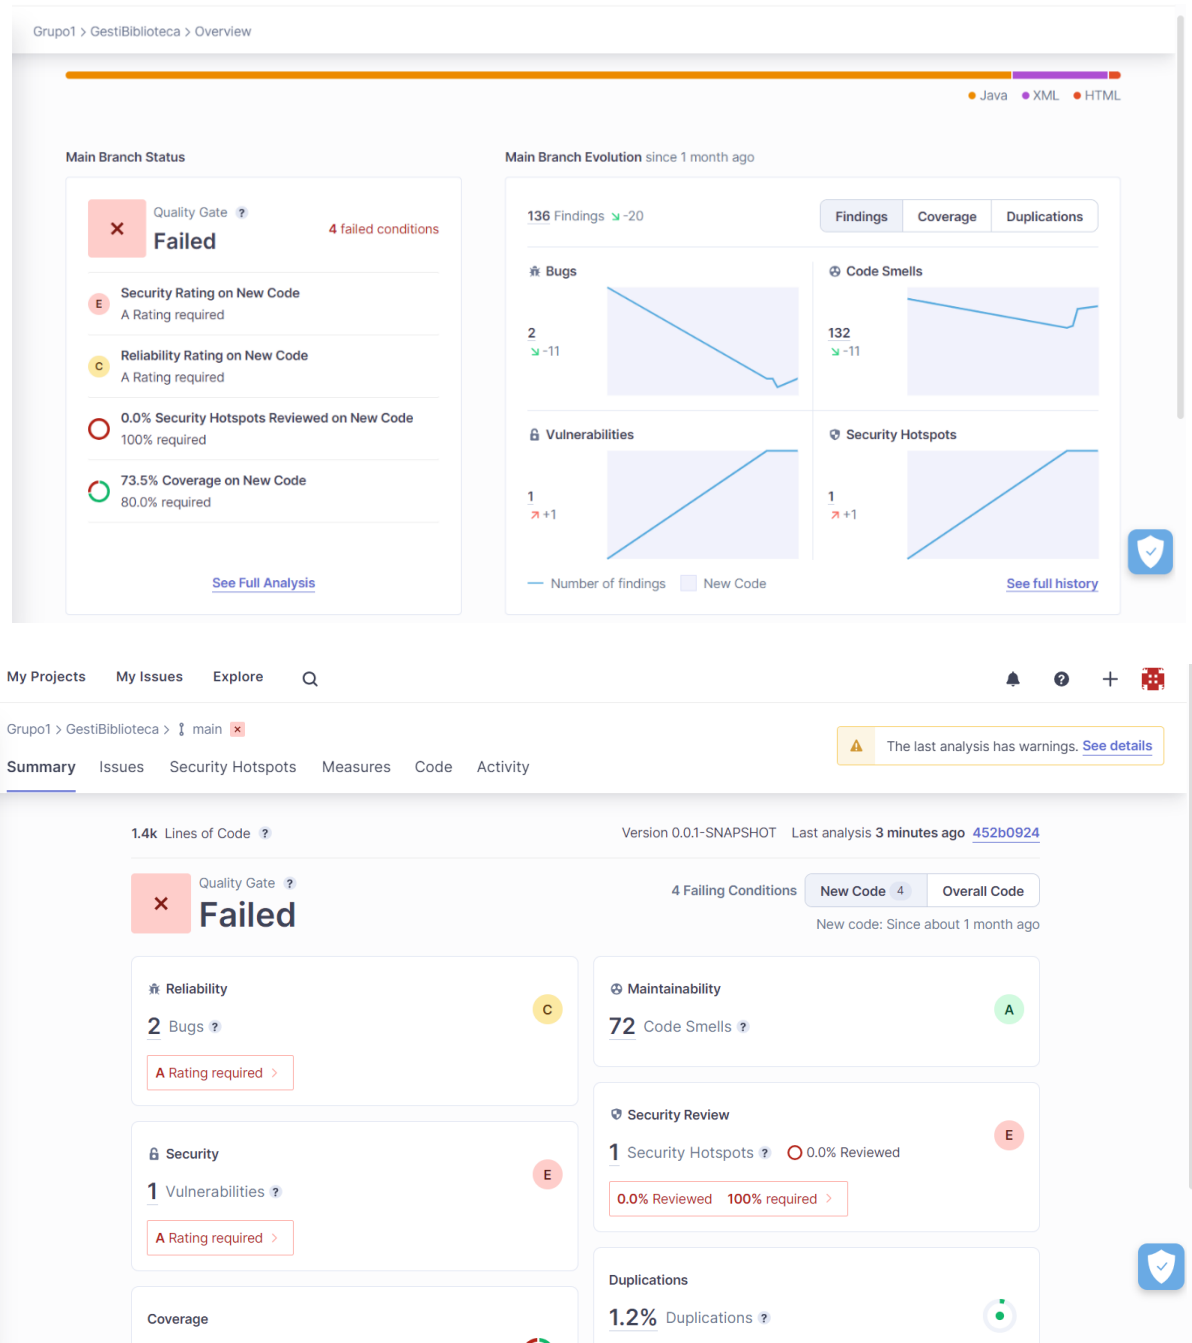 Grupo1 > GestiBiblioteca > Overview
Java XML HTML
Main Branch Status
Quality Gate ?
Failed
4 failed conditions
E Security Rating on New Code
A Rating required
C Reliability Rating on New Code
A Rating required
0.0% Security Hotspots Reviewed on New Code
100% required
73.5% Coverage on New Code
80.0% required
See Full Analysis
Main Branch Evolution since 1 month ago
136 Findings -20
Findings Coverage Duplications
Bugs
2
-11
Code Smells
132
-11
Vulnerabilities
1
+1
Security Hotspots
1
+1
Number of findings New Code
See full history
My Projects My Issues Explore
Grupo1 > GestiBiblioteca > main
The last analysis has warnings. See details
Summary Issues Security Hotspots Measures Code Activity
1.4k Lines of Code ?
Version 0.0.1-SNAPSHOT Last analysis 3 minutes ago 452b0924
Quality Gate ?
Failed
4 Failing Conditions New Code 4 Overall Code
New code: Since about 1 month ago
Reliability
2 Bugs ?
C
A Rating required >
Maintainability
72 Code Smells ?
A
Security
1 Vulnerabilities ?
E
A Rating required >
Security Review
1 Security Hotspots ? 0.0% Reviewed
E
0.0% Reviewed 100% required >
Coverage
Duplications
1.2% Duplications ?